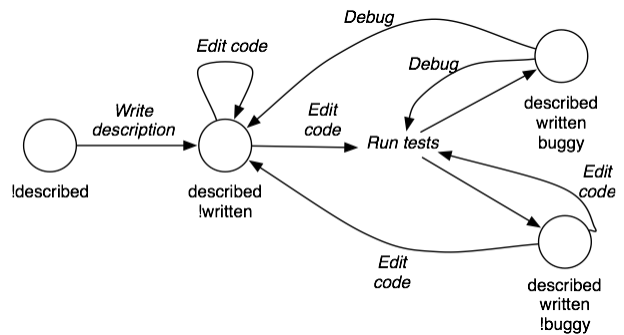 Debug
Edit code
Debug
Write
description
Edit
code
Run tests
described
written
buggy
!described
described
!written
Edit
code
Edit
code
described
written
!buggy